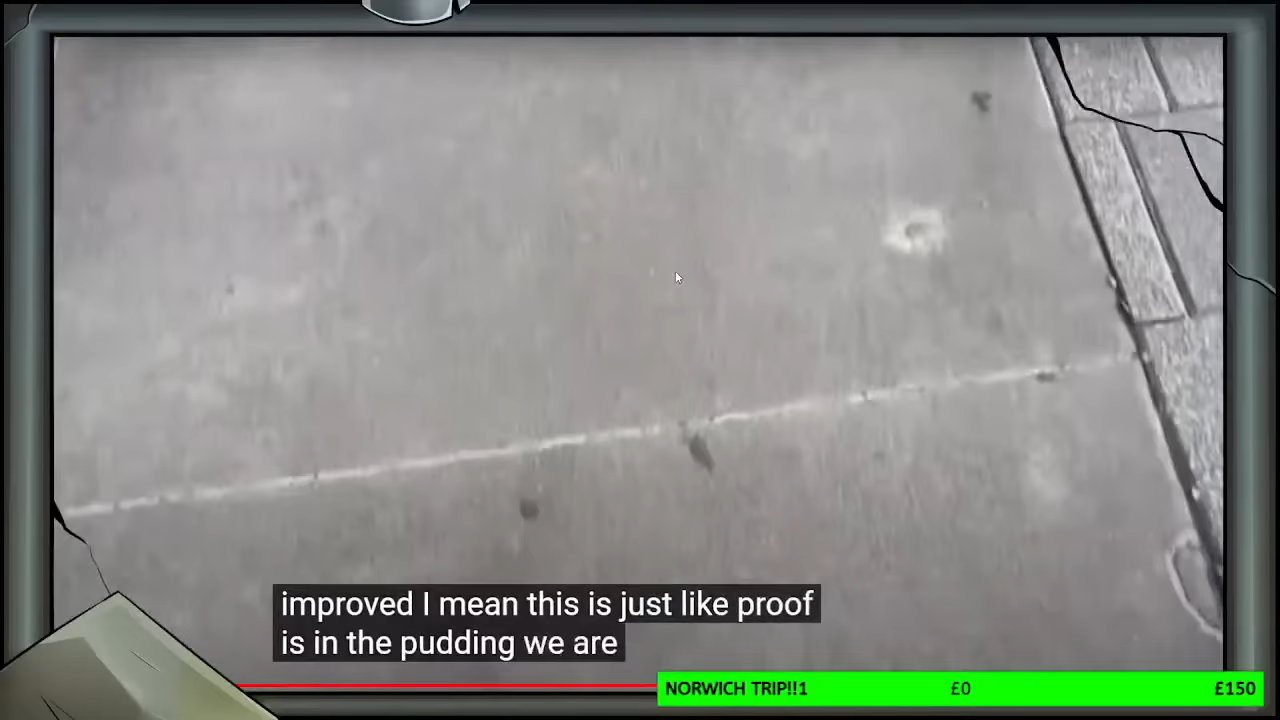 improved I mean this is just like proof
is in the pudding we are
NORWICH TRIP!!1 £0 £150